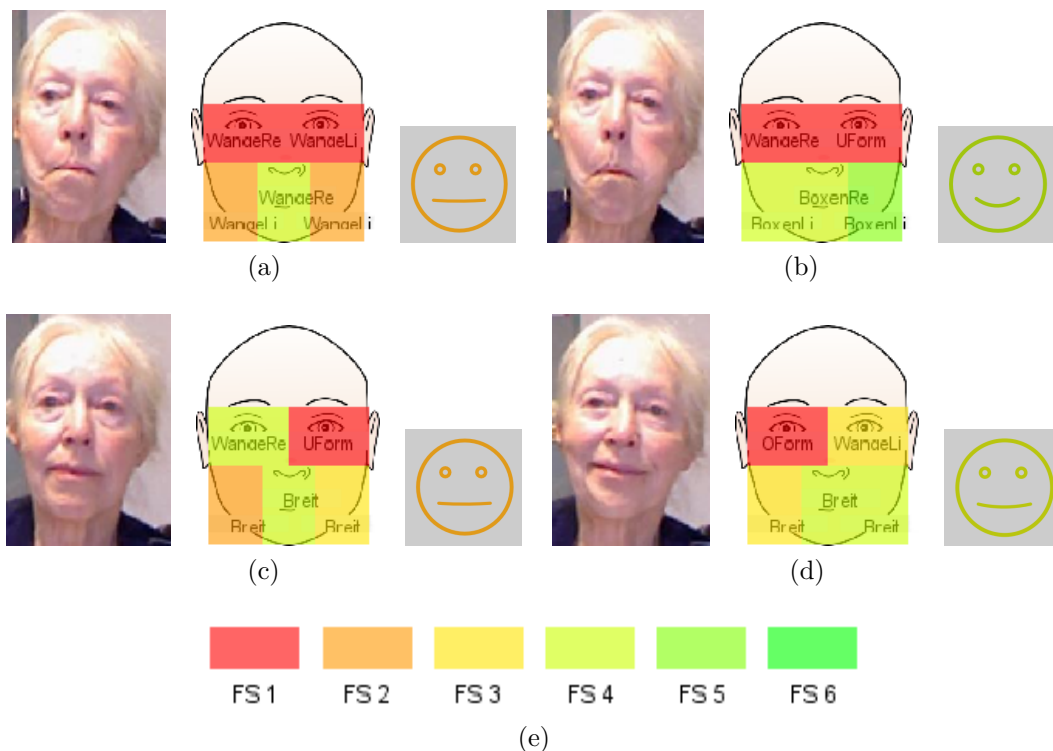 WangeRe WangeLi
WangeRe
WangeLi WangeLi
(a)
WangeRe UForm
BoxenRe
BoxenLi BoxenLi
(b)
WangeRe UForm
Breit
Breit Breit
(c)
OForm WangeLi
Breit
Breit Breit
(d)
FS 1 FS 2 FS 3 FS 4 FS 5 FS 6
(e)